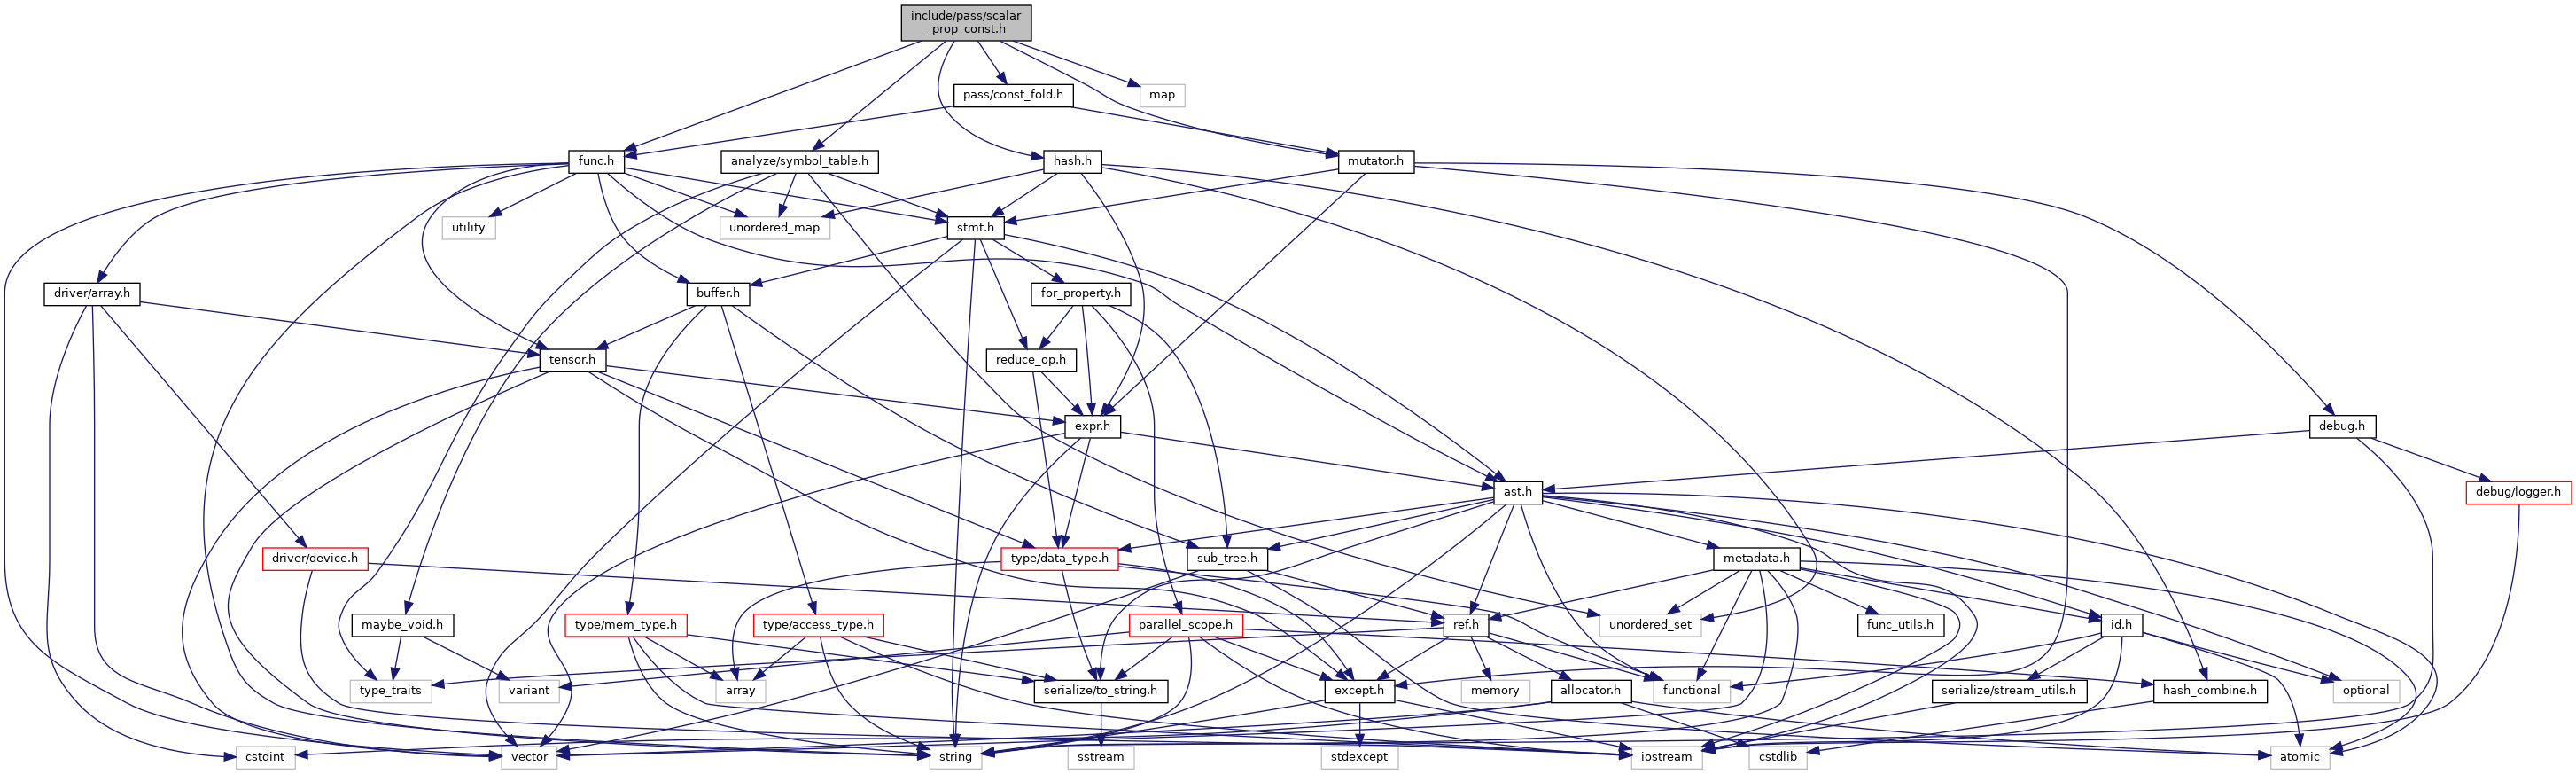 include/pass/scalar
_prop_const.h
pass/const_fold.h
map
func.h
analyze/symbol_table.h
hash.h
mutator.h
utility
unordered_map
stmt.h
driver/array.h
buffer.h
for_property.h
tensor.h
reduce_op.h
expr.h
debug.h
ast.h
debug/logger.h
driver/device.h
type/data_type.h
sub_tree.h
metadata.h
maybe_void.h
type/mem_type.h
type/access_type.h
parallel_scope.h
ref.h
unordered_set
func_utils.h
id.h
type_traits
variant
array
serialize/to_string.h
except.h
memory
allocator.h
functional
serialize/stream_utils.h
hash_combine.h
optional
cstdint
vector
string
sstream
stdexcept
iostream
cstdlib
atomic